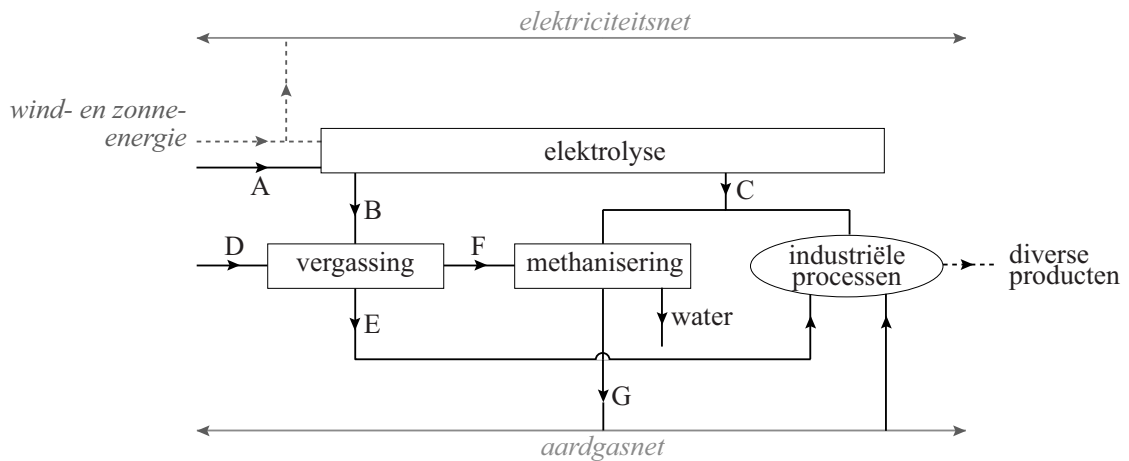 elektriciteitsnet
wind- en zonne-
energie
elektrolyse
A
C
B
D
F
vergassing
methanisering
industriële
processen
diverse
producten
E
water
G
aardgasnet